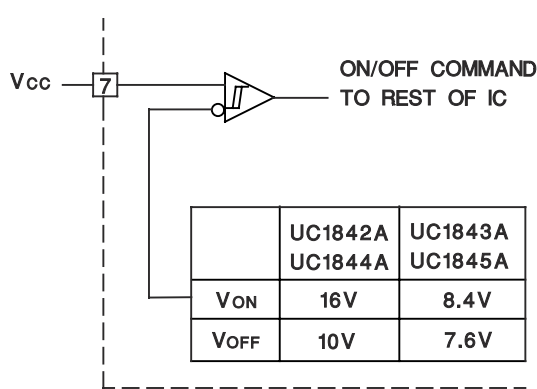 ON/OFF COMMAND
TO REST OF IC
VCC
7
UC1842A
UC1844A
UC1843A
UC1845A
VON 16V 8.4V
VOFF 10V 7.6V